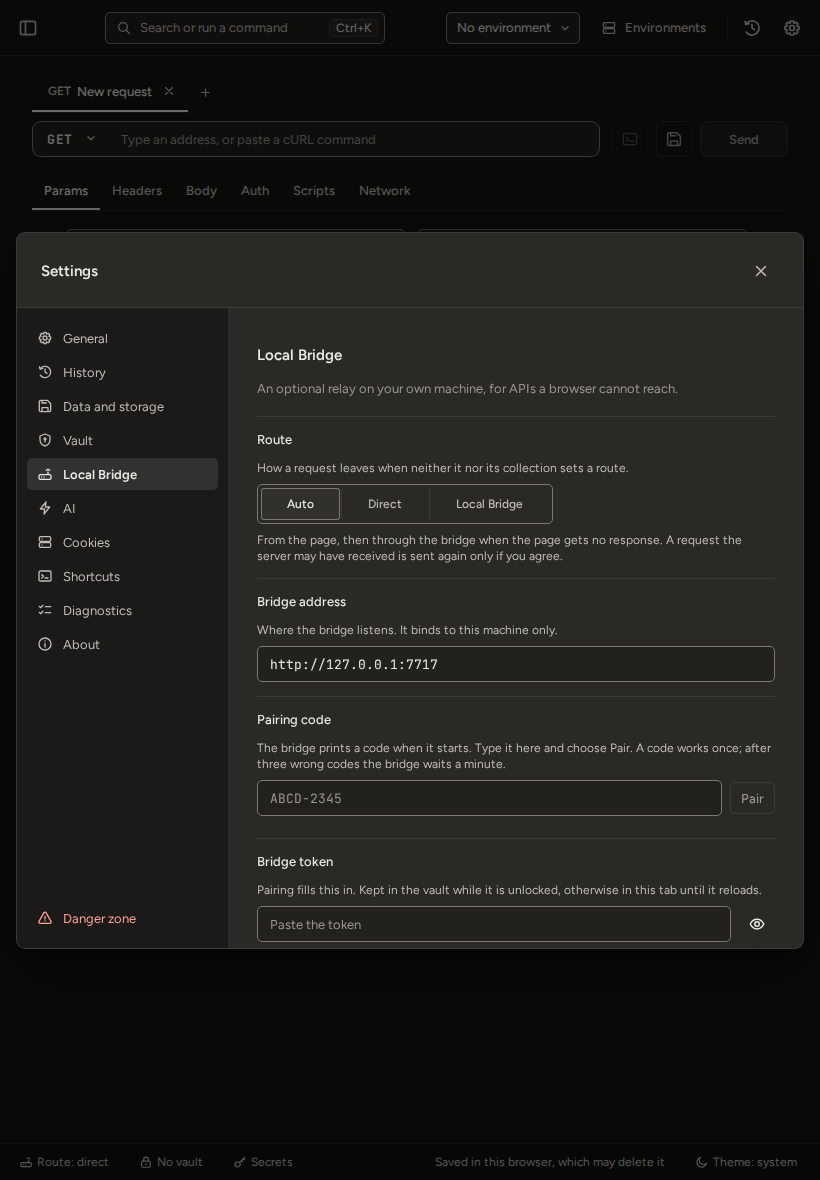 Search or run a command Ctrl+K No environment Environments
GET New request
GET Type an address, or paste a cURL command Send
Params Headers Body Auth Scripts Network
Settings
General
History
Data and storage
Vault
Local Bridge
AI
Cookies
Shortcuts
Diagnostics
About
Danger zone
Local Bridge
An optional relay on your own machine, for APIs a browser cannot reach.
Route
How a request leaves when neither it nor its collection sets a route.
Auto Direct Local Bridge
From the page, then through the bridge when the page gets no response. A request the
server may have received is sent again only if you agree.
Bridge address
Where the bridge listens. It binds to this machine only.
http://127.0.0.1:7717
Pairing code
The bridge prints a code when it starts. Type it here and choose Pair. A code works once; after
three wrong codes the bridge waits a minute.
ABCD-2345 Pair
Bridge token
Pairing fills this in. Kept in the vault while it is unlocked, otherwise in this tab until it reloads.
Paste the token
Route: direct No vault Secrets Saved in this browser, which may delete it Theme: system